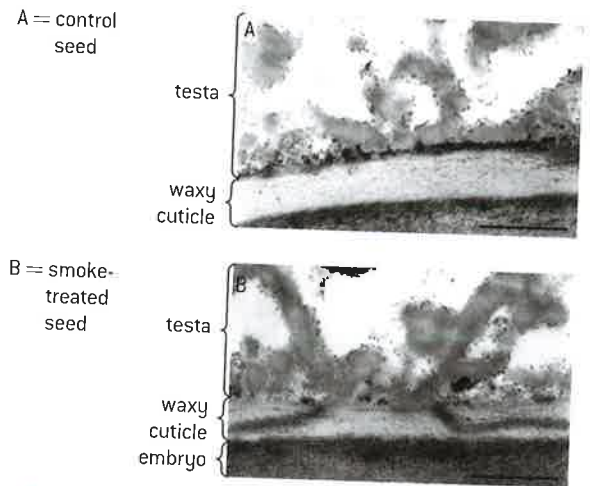 A = control
seed
A
testa
waxy
cuticle
B = smoke-
treated
seed
B
testa
waxy
cuticle
embryo